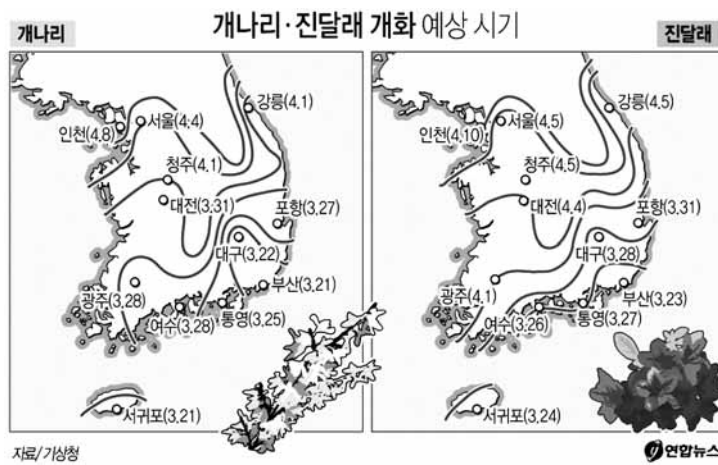 개나리·진달래 개화 예상 시기
개나리
강릉(4.1)
서울(4.4)
인천(4.8)
청주(4.1)
대전(3.31)
포항(3.27)
대구(3.22)
부산(3.21)
광주(3.28)
여수(3.28)
통영(3.25)
서귀포(3.21)
진달래
강릉(4.5)
서울(4.5)
인천(4.10)
청주(4.5)
대전(4.4)
포항(3.31)
대구(3.28)
부산(3.23)
광주(4.1)
여수(3.26)
통영(3.27)
서귀포(3.24)
자료/기상청
연합뉴스